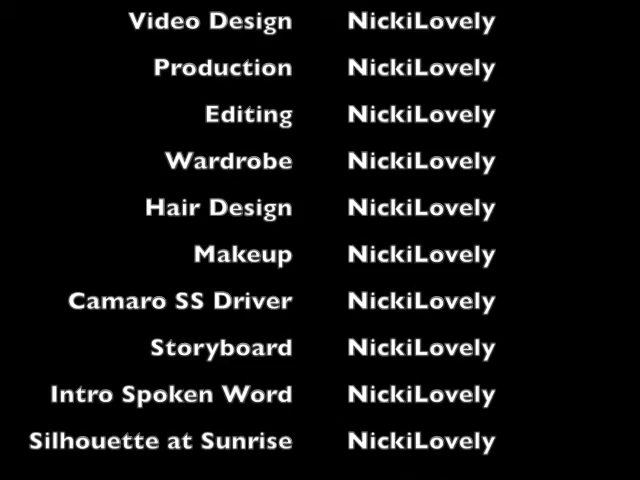 Video Design NickiLovely
Production NickiLovely
Editing NickiLovely
Wardrobe NickiLovely
Hair Design NickiLovely
Makeup NickiLovely
Camaro SS Driver NickiLovely
Storyboard NickiLovely
Intro Spoken Word NickiLovely
Silhouette at Sunrise NickiLovely